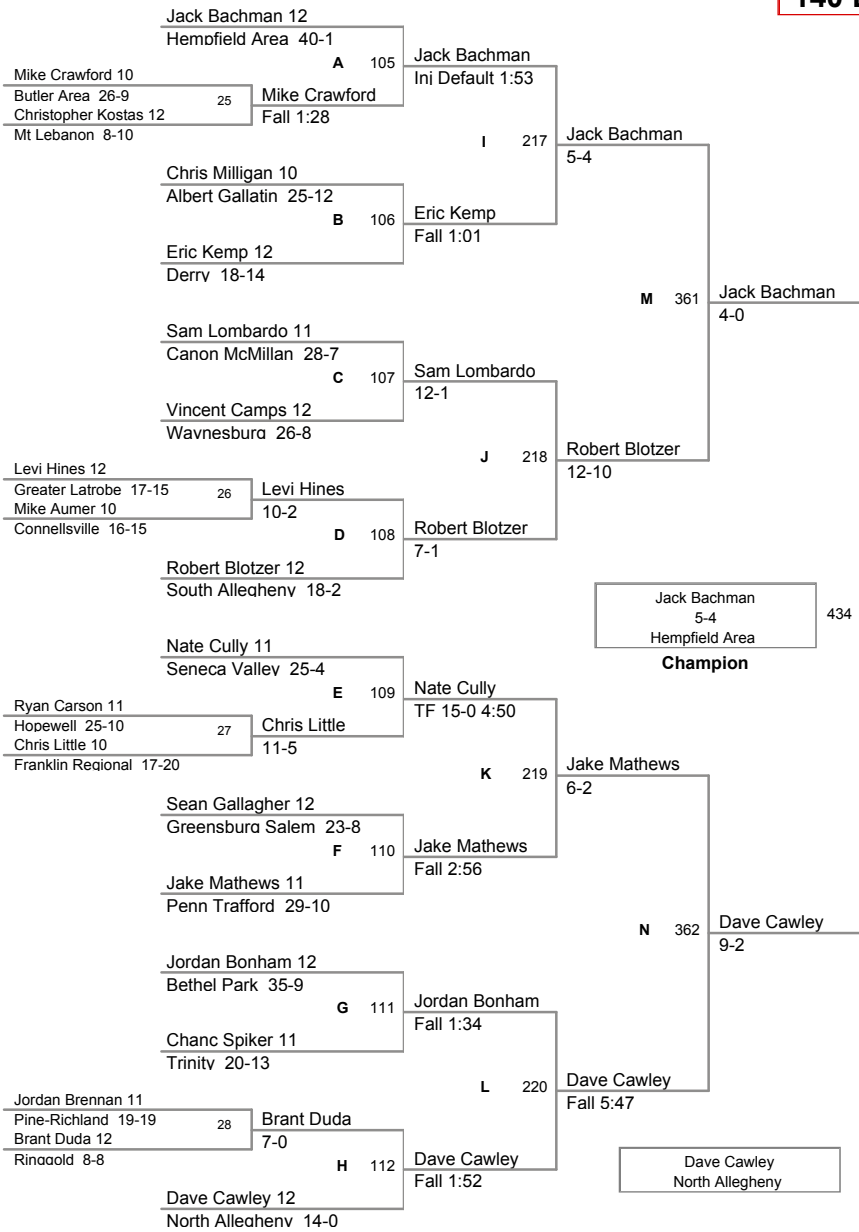 140
Jack Bachman 12
Hempfield Area 40-1
A 105
Jack Bachman
Inj Default 1:53
Mike Crawford 10
Butler Area 26-9
25
Christopher Kostas 12
Mt Lebanon 8-10
Mike Crawford
Fall 1:28
I 217
Jack Bachman
5-4
Chris Milligan 10
Albert Gallatin 25-12
B 106
Eric Kemp
Fall 1:01
Eric Kemp 12
Derry 18-14
M 361
Jack Bachman
4-0
Sam Lombardo 11
Canon McMillan 28-7
C 107
Sam Lombardo
12-1
Vincent Camps 12
Waynesburg 26-8
J 218
Robert Blotzer
12-10
Levi Hines 12
Greater Latrobe 17-15
26
Mike Aumer 10
Connellsville 16-15
Levi Hines
10-2
D 108
Robert Blotzer
7-1
Robert Blotzer 12
South Allegheny 18-2
Jack Bachman
5-4
Hempfield Area
434
Champion
Nate Cully 11
Seneca Valley 25-4
E 109
Nate Cully
TF 15-0 4:50
Ryan Carson 11
Hopewell 25-10
27
Chris Little 10
Franklin Regional 17-20
Chris Little
11-5
K 219
Jake Mathews
6-2
Sean Gallagher 12
Greensburg Salem 23-8
F 110
Jake Mathews
Fall 2:56
Jake Mathews 11
Penn Trafford 29-10
N 362
Dave Cawley
9-2
Jordan Bonham 12
Bethel Park 35-9
G 111
Jordan Bonham
Fall 1:34
Chanc Spiker 11
Trinity 20-13
L 220
Dave Cawley
Fall 5:47
Jordan Brennan 11
Pine-Richland 19-19
28
Brant Duda 12
Ringgold 8-8
Brant Duda
7-0
H 112
Dave Cawley
Fall 1:52
Dave Cawley 12
North Allegheny 14-0
Dave Cawley
North Allegheny